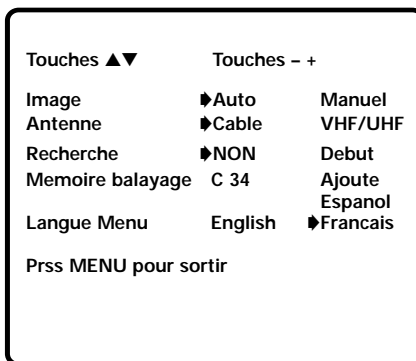 Touches ▲▼ Touches – +
Image ➧Auto Manuel
Antenne ➧Cable VHF/UHF
Recherche ➧NON Debut
Memoire balayage C 34 Ajoute
Espanol
Langue Menu English ➧Francais
Prss MENU pour sortir